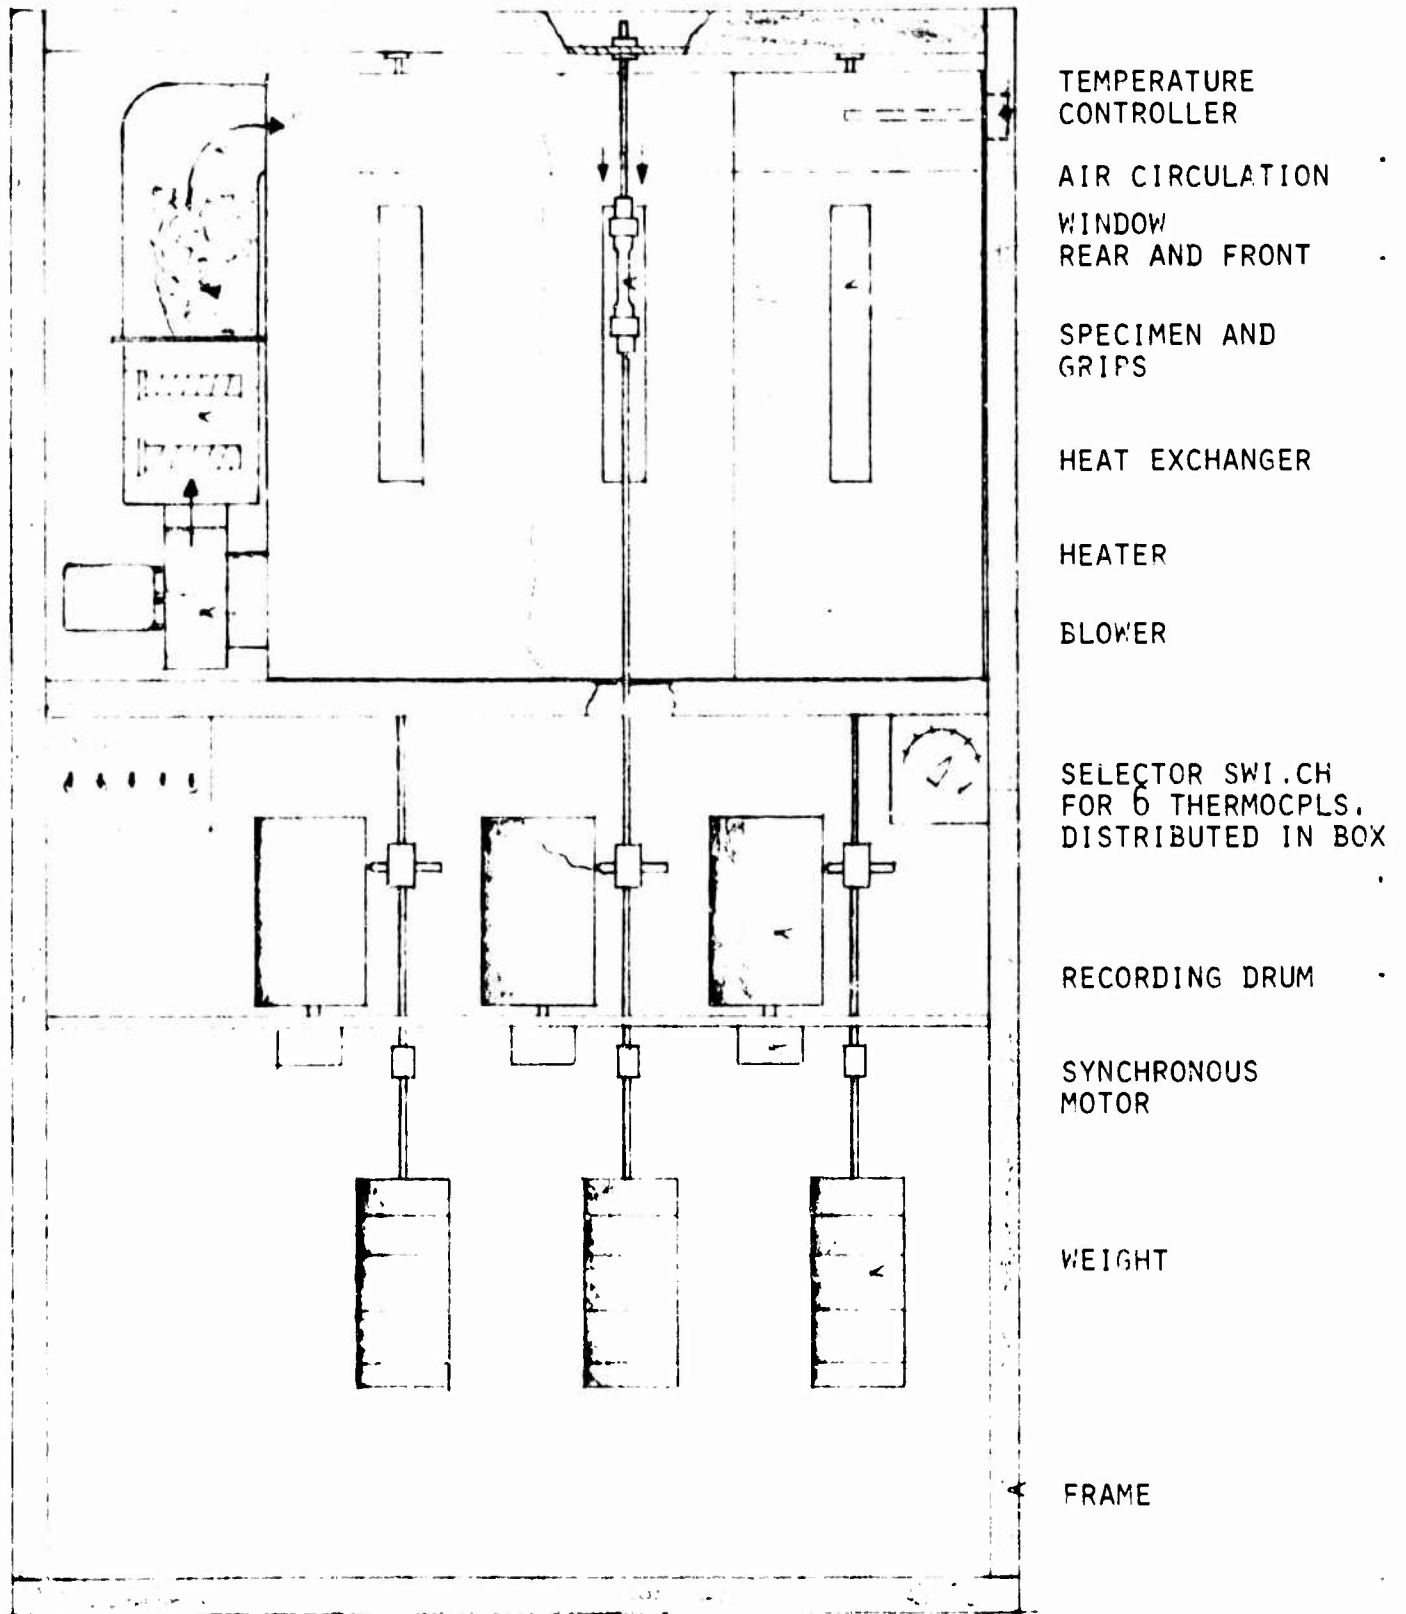 TEMPERATURE
CONTROLLER
AIR CIRCULATION
WINDOW
REAR AND FRONT
SPECIMEN AND
GRIPS
HEAT EXCHANGER
HEATER
BLOWER
SELECTOR SWI.CH
FOR 6 THERMOCPLS.
DISTRIBUTED IN BOX
RECORDING DRUM
SYNCHRONOUS
MOTOR
WEIGHT
FRAME